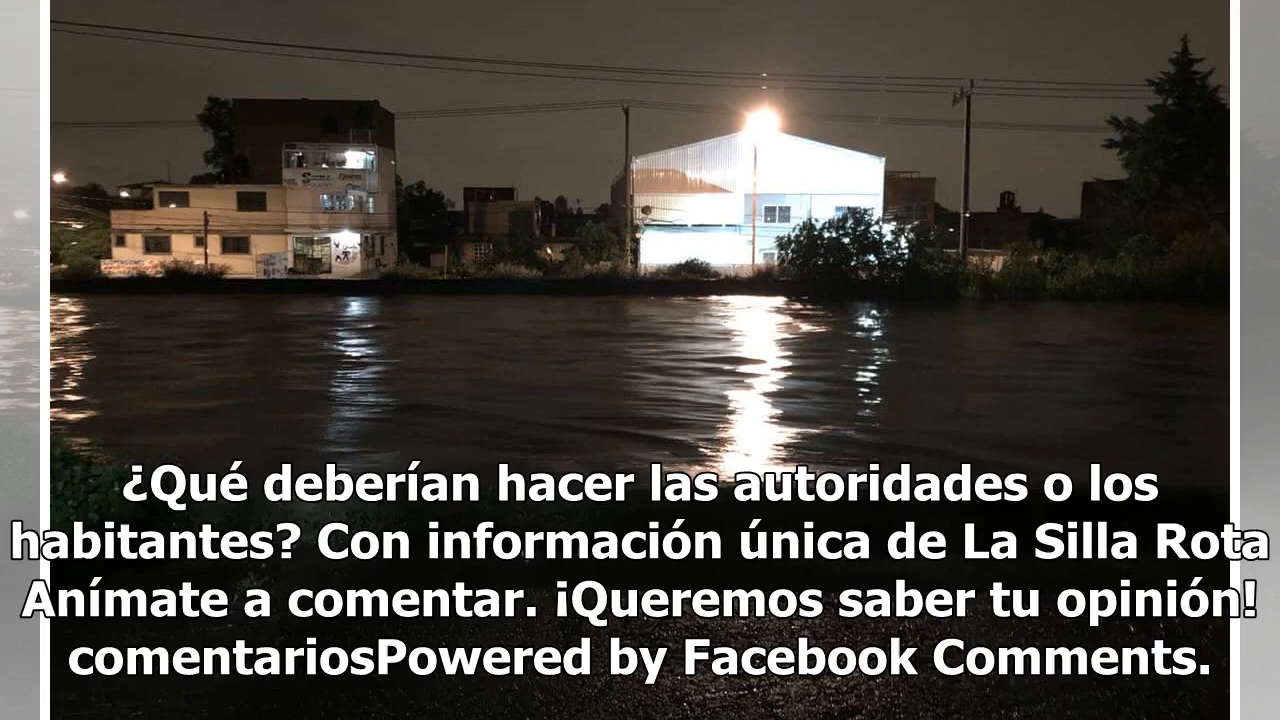 ¿Qué deberían hacer las autoridades o los
habitantes? Con información única de La Silla Rota
Anímate a comentar. ¡Queremos saber tu opinión!
comentariosPowered by Facebook Comments.